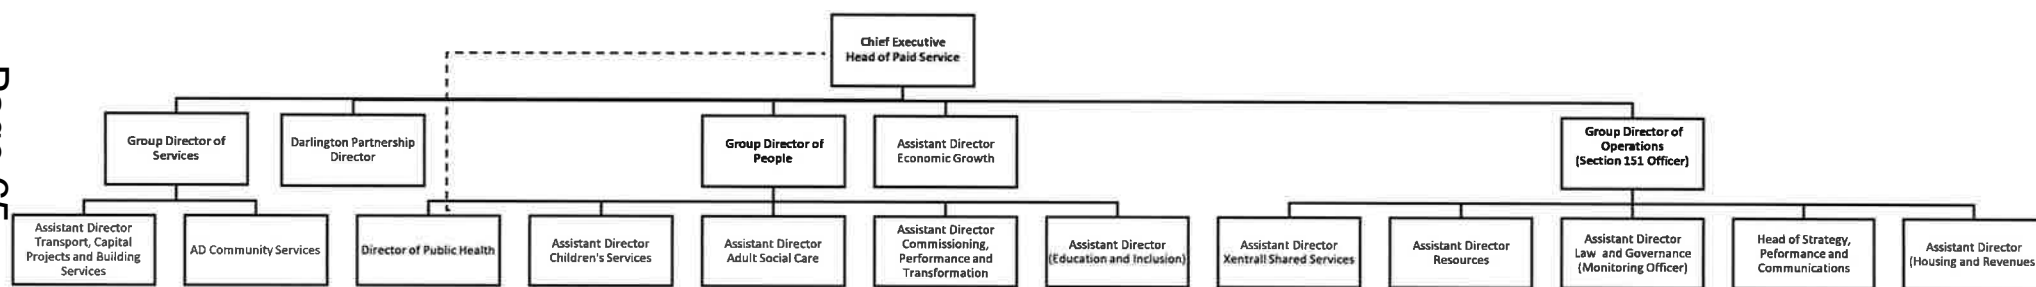 Chief Executive
Head of Paid Service
Group Director of
Services
Darlington Partnership
Director
Group Director of
People
Assistant Director
Economic Growth
Group Director of
Operations
(Section 151 Officer)
Assistant Director
Transport, Capital
Projects and Building
Services
AD Community Services
Director of Public Health
Assistant Director
Children's Services
Assistant Director
Adult Social Care
Assistant Director
Commissioning,
Performance and
Transformation
Assistant Director
(Education and Inclusion)
Assistant Director
Xentrall Shared Services
Assistant Director
Resources
Assistant Director
Law and Governance
(Monitoring Officer)
Head of Strategy,
Peformance and
Communications
Assistant Director
(Housing and Revenues